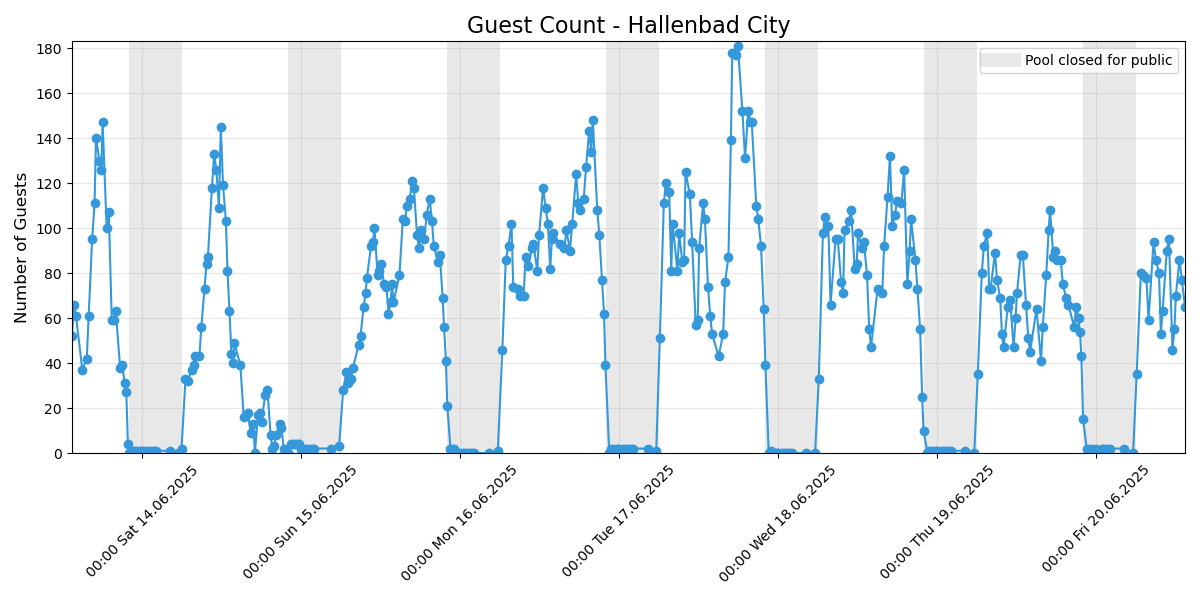 Guest Count - Hallenbad City
Pool closed for public
Number of Guests
180
160
140
120
100
80
60
40
20
0
00:00 Sat 14.06.2025
00:00 Sun 15.06.2025
00:00 Mon 16.06.2025
00:00 Tue 17.06.2025
00:00 Wed 18.06.2025
00:00 Thu 19.06.2025
00:00 Fri 20.06.2025